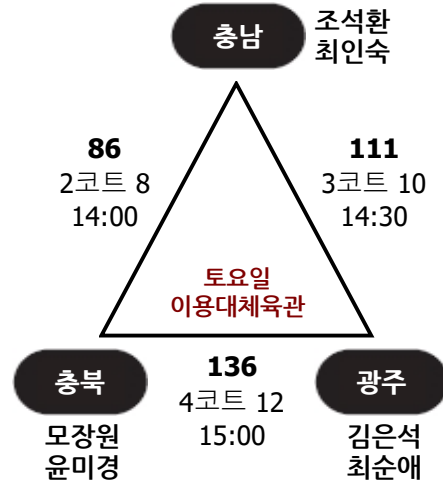 충남
조석환
최인숙
86
2코트 8
14:00
111
3코트 10
14:30
토요일
이용대체육관
충북
모장원
윤미경
136
4코트 12
15:00
광주
김은석
최순애